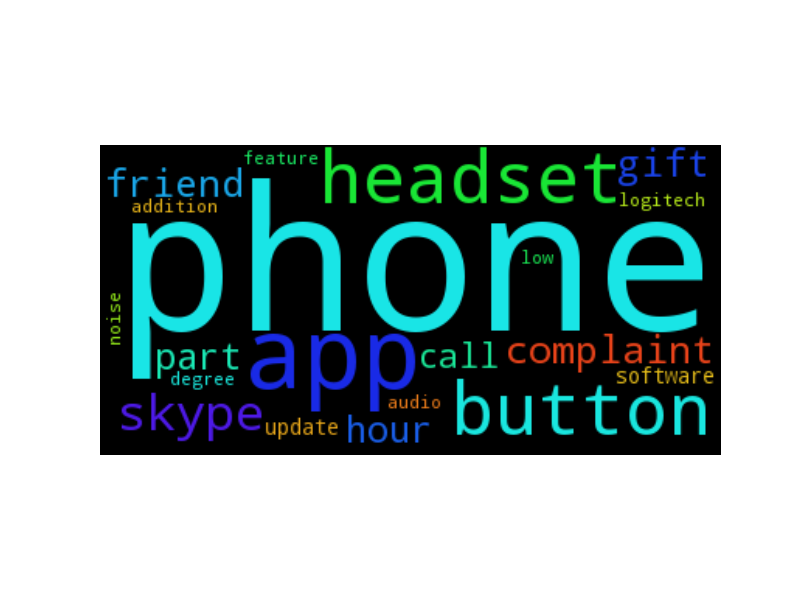 feature
headset
gift
friend
logitech
addition
phone
low
noise
app
complaint
part
call
degree
software
button
skype
audio
update
hour